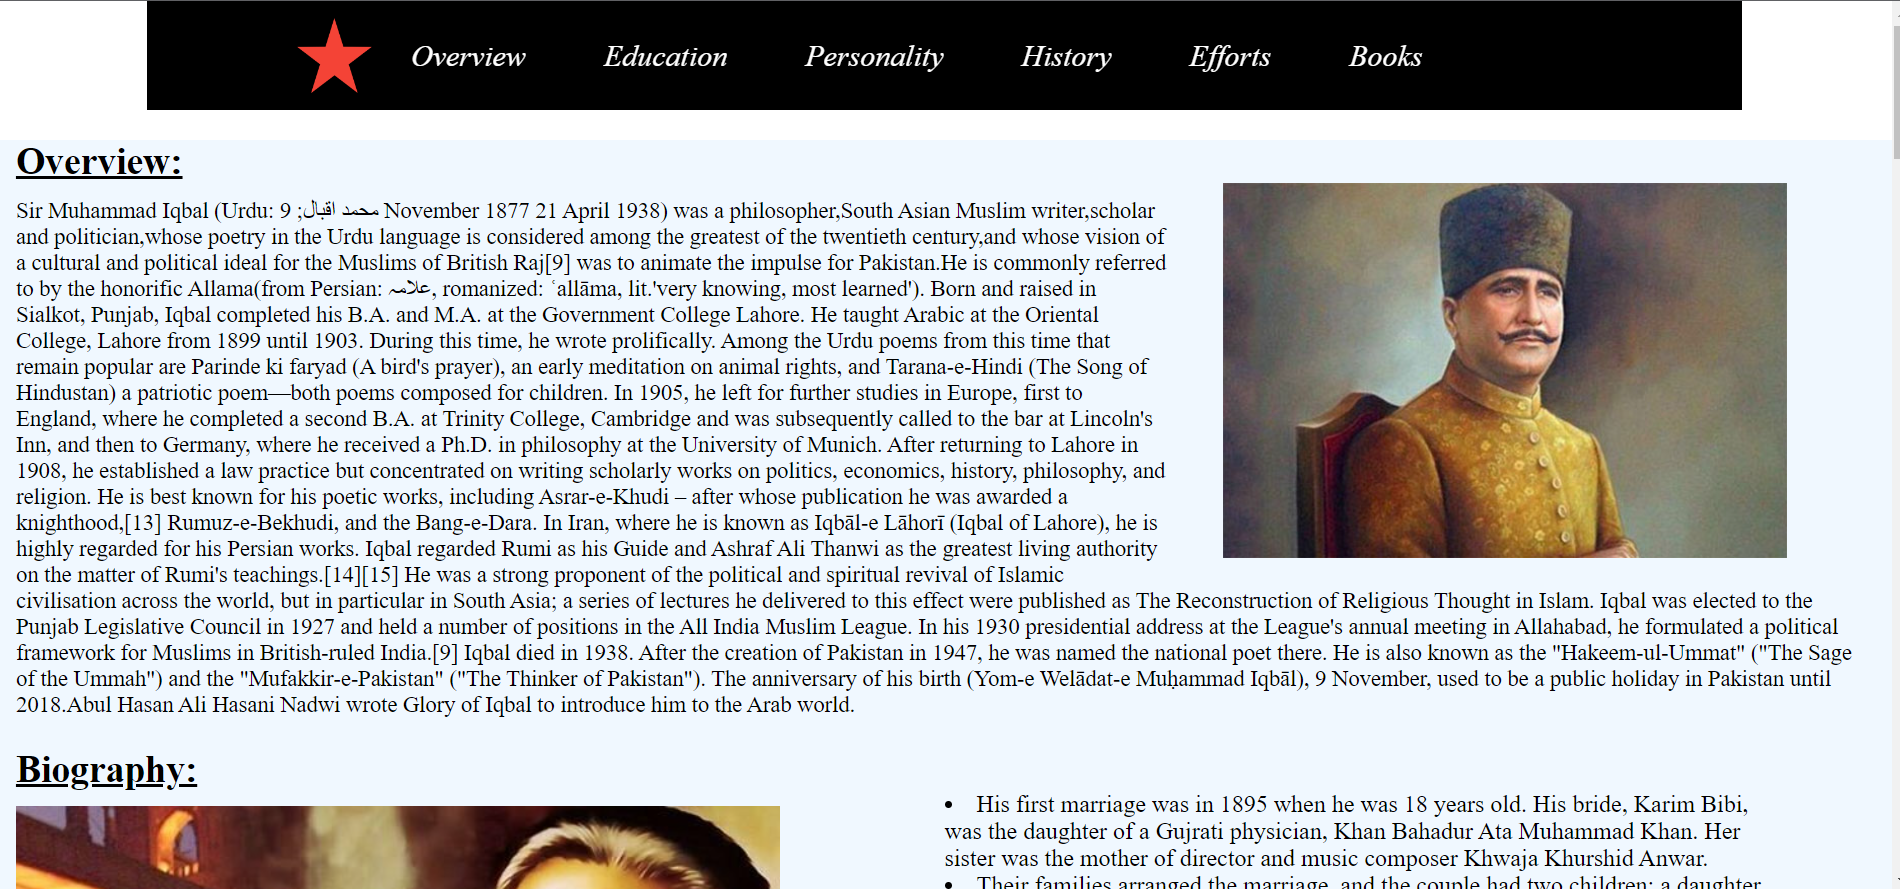 Overview Education Personality History Efforts Books
Overview:
Sir Muhammad Iqbal (Urdu: محمد اقبال; 9 November 1877 21 April 1938) was a philosopher,South Asian Muslim writer,scholar
and politician,whose poetry in the Urdu language is considered among the greatest of the twentieth century,and whose vision of
a cultural and political ideal for the Muslims of British Raj[9] was to animate the impulse for Pakistan.He is commonly referred
to by the honorific Allama(from Persian: علامہ, romanized: ʿallāma, lit.'very knowing, most learned'). Born and raised in
Sialkot, Punjab, Iqbal completed his B.A. and M.A. at the Government College Lahore. He taught Arabic at the Oriental
College, Lahore from 1899 until 1903. During this time, he wrote prolifically. Among the Urdu poems from this time that
remain popular are Parinde ki faryad (A bird's prayer), an early meditation on animal rights, and Tarana-e-Hindi (The Song of
Hindustan) a patriotic poem—both poems composed for children. In 1905, he left for further studies in Europe, first to
England, where he completed a second B.A. at Trinity College, Cambridge and was subsequently called to the bar at Lincoln's
Inn, and then to Germany, where he received a Ph.D. in philosophy at the University of Munich. After returning to Lahore in
1908, he established a law practice but concentrated on writing scholarly works on politics, economics, history, philosophy, and
religion. He is best known for his poetic works, including Asrar-e-Khudi – after whose publication he was awarded a
knighthood,[13] Rumuz-e-Bekhudi, and the Bang-e-Dara. In Iran, where he is known as Iqbāl-e Lāhorī (Iqbal of Lahore), he is
highly regarded for his Persian works. Iqbal regarded Rumi as his Guide and Ashraf Ali Thanwi as the greatest living authority
on the matter of Rumi's teachings.[14][15] He was a strong proponent of the political and spiritual revival of Islamic
civilisation across the world, but in particular in South Asia; a series of lectures he delivered to this effect were published as The Reconstruction of Religious Thought in Islam. Iqbal was elected to the
Punjab Legislative Council in 1927 and held a number of positions in the All India Muslim League. In his 1930 presidential address at the League's annual meeting in Allahabad, he formulated a political
framework for Muslims in British-ruled India.[9] Iqbal died in 1938. After the creation of Pakistan in 1947, he was named the national poet there. He is also known as the "Hakeem-ul-Ummat" ("The Sage
of the Ummah") and the "Mufakkir-e-Pakistan" ("The Thinker of Pakistan"). The anniversary of his birth (Yom-e Welādat-e Muḥammad Iqbāl), 9 November, used to be a public holiday in Pakistan until
2018.Abul Hasan Ali Hasani Nadwi wrote Glory of Iqbal to introduce him to the Arab world.
Biography:
• His first marriage was in 1895 when he was 18 years old. His bride, Karim Bibi,
was the daughter of a Gujrati physician, Khan Bahadur Ata Muhammad Khan. Her
sister was the mother of director and music composer Khwaja Khurshid Anwar.
• Their families arranged the marriage, and the couple had two children; a daughter